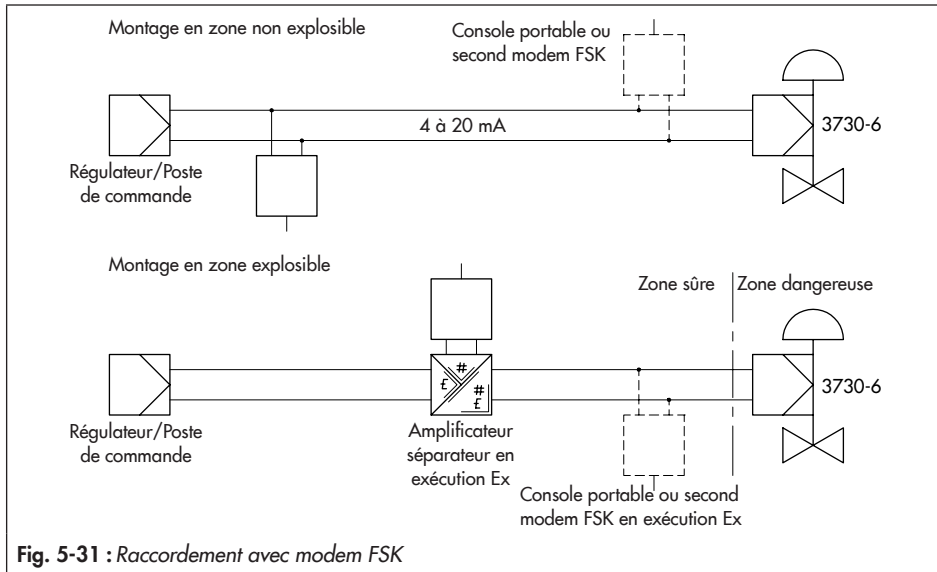 Montage en zone non explosible
Console portable ou
second modem FSK
4 à 20 mA
3730-6
Régulateur/Poste
de commande
Montage en zone explosible
Zone sûre
Zone dangereuse
3730-6
Régulateur/Poste
de commande
Amplificateur
séparateur en
exécution Ex
Console portable ou second
modem FSK en exécution Ex
Fig. 5-31 : Raccordement avec modem FSK